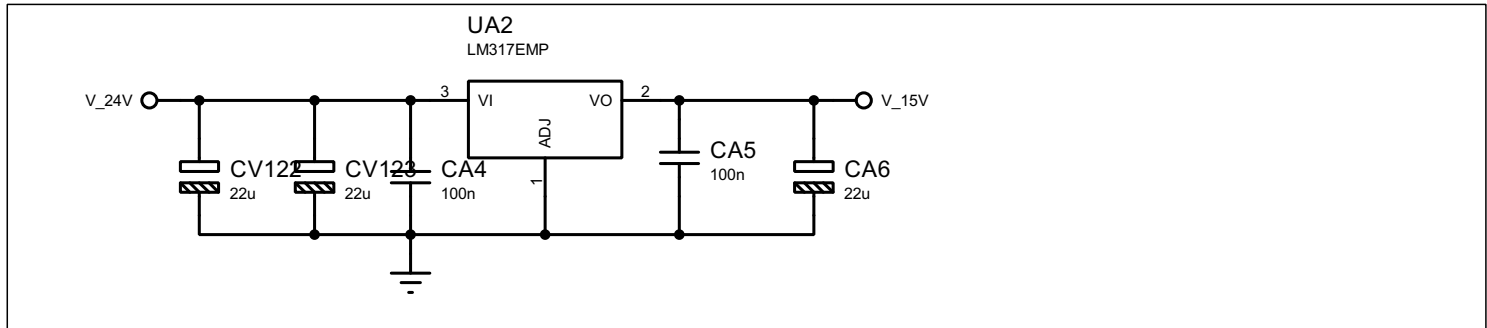 UA2
LM317EMP
V_24V
3
VI
VO
2
V_15V
ADJ
1
CV122
22u
CV123
22u
CA4
100n
CA5
100n
CA6
22u